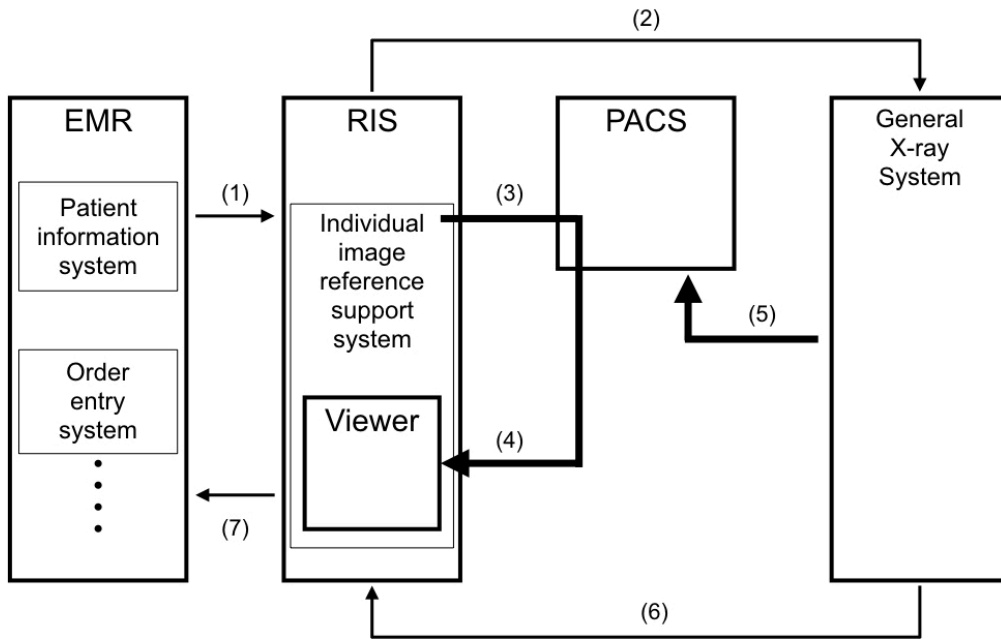 (2)
EMR
RIS
PACS
General
X-ray
System
(1)
(3)
Patient
information
system
Individual
image
reference
support
system
(5)
Order
entry
system
Viewer
(4)
(7)
(6)